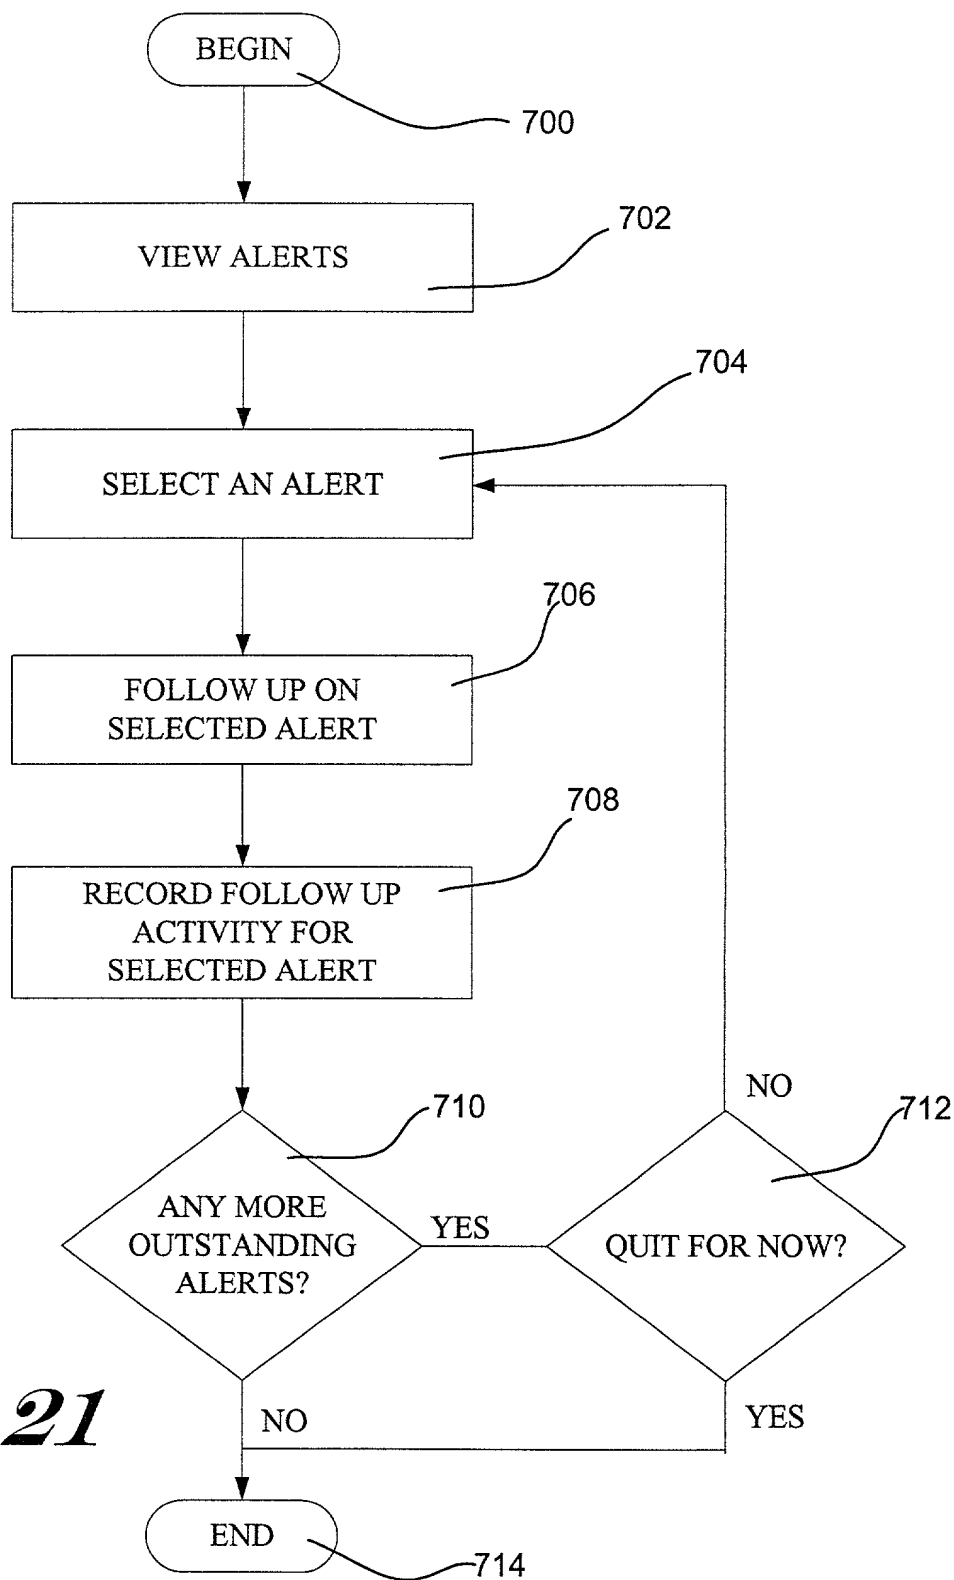 BEGIN
700
VIEW ALERTS
702
SELECT AN ALERT
704
FOLLOW UP ON
SELECTED ALERT
706
RECORD FOLLOW UP
ACTIVITY FOR
SELECTED ALERT
708
ANY MORE
OUTSTANDING
ALERTS?
710
YES
QUIT FOR NOW?
712
NO
NO
YES
21
END
714